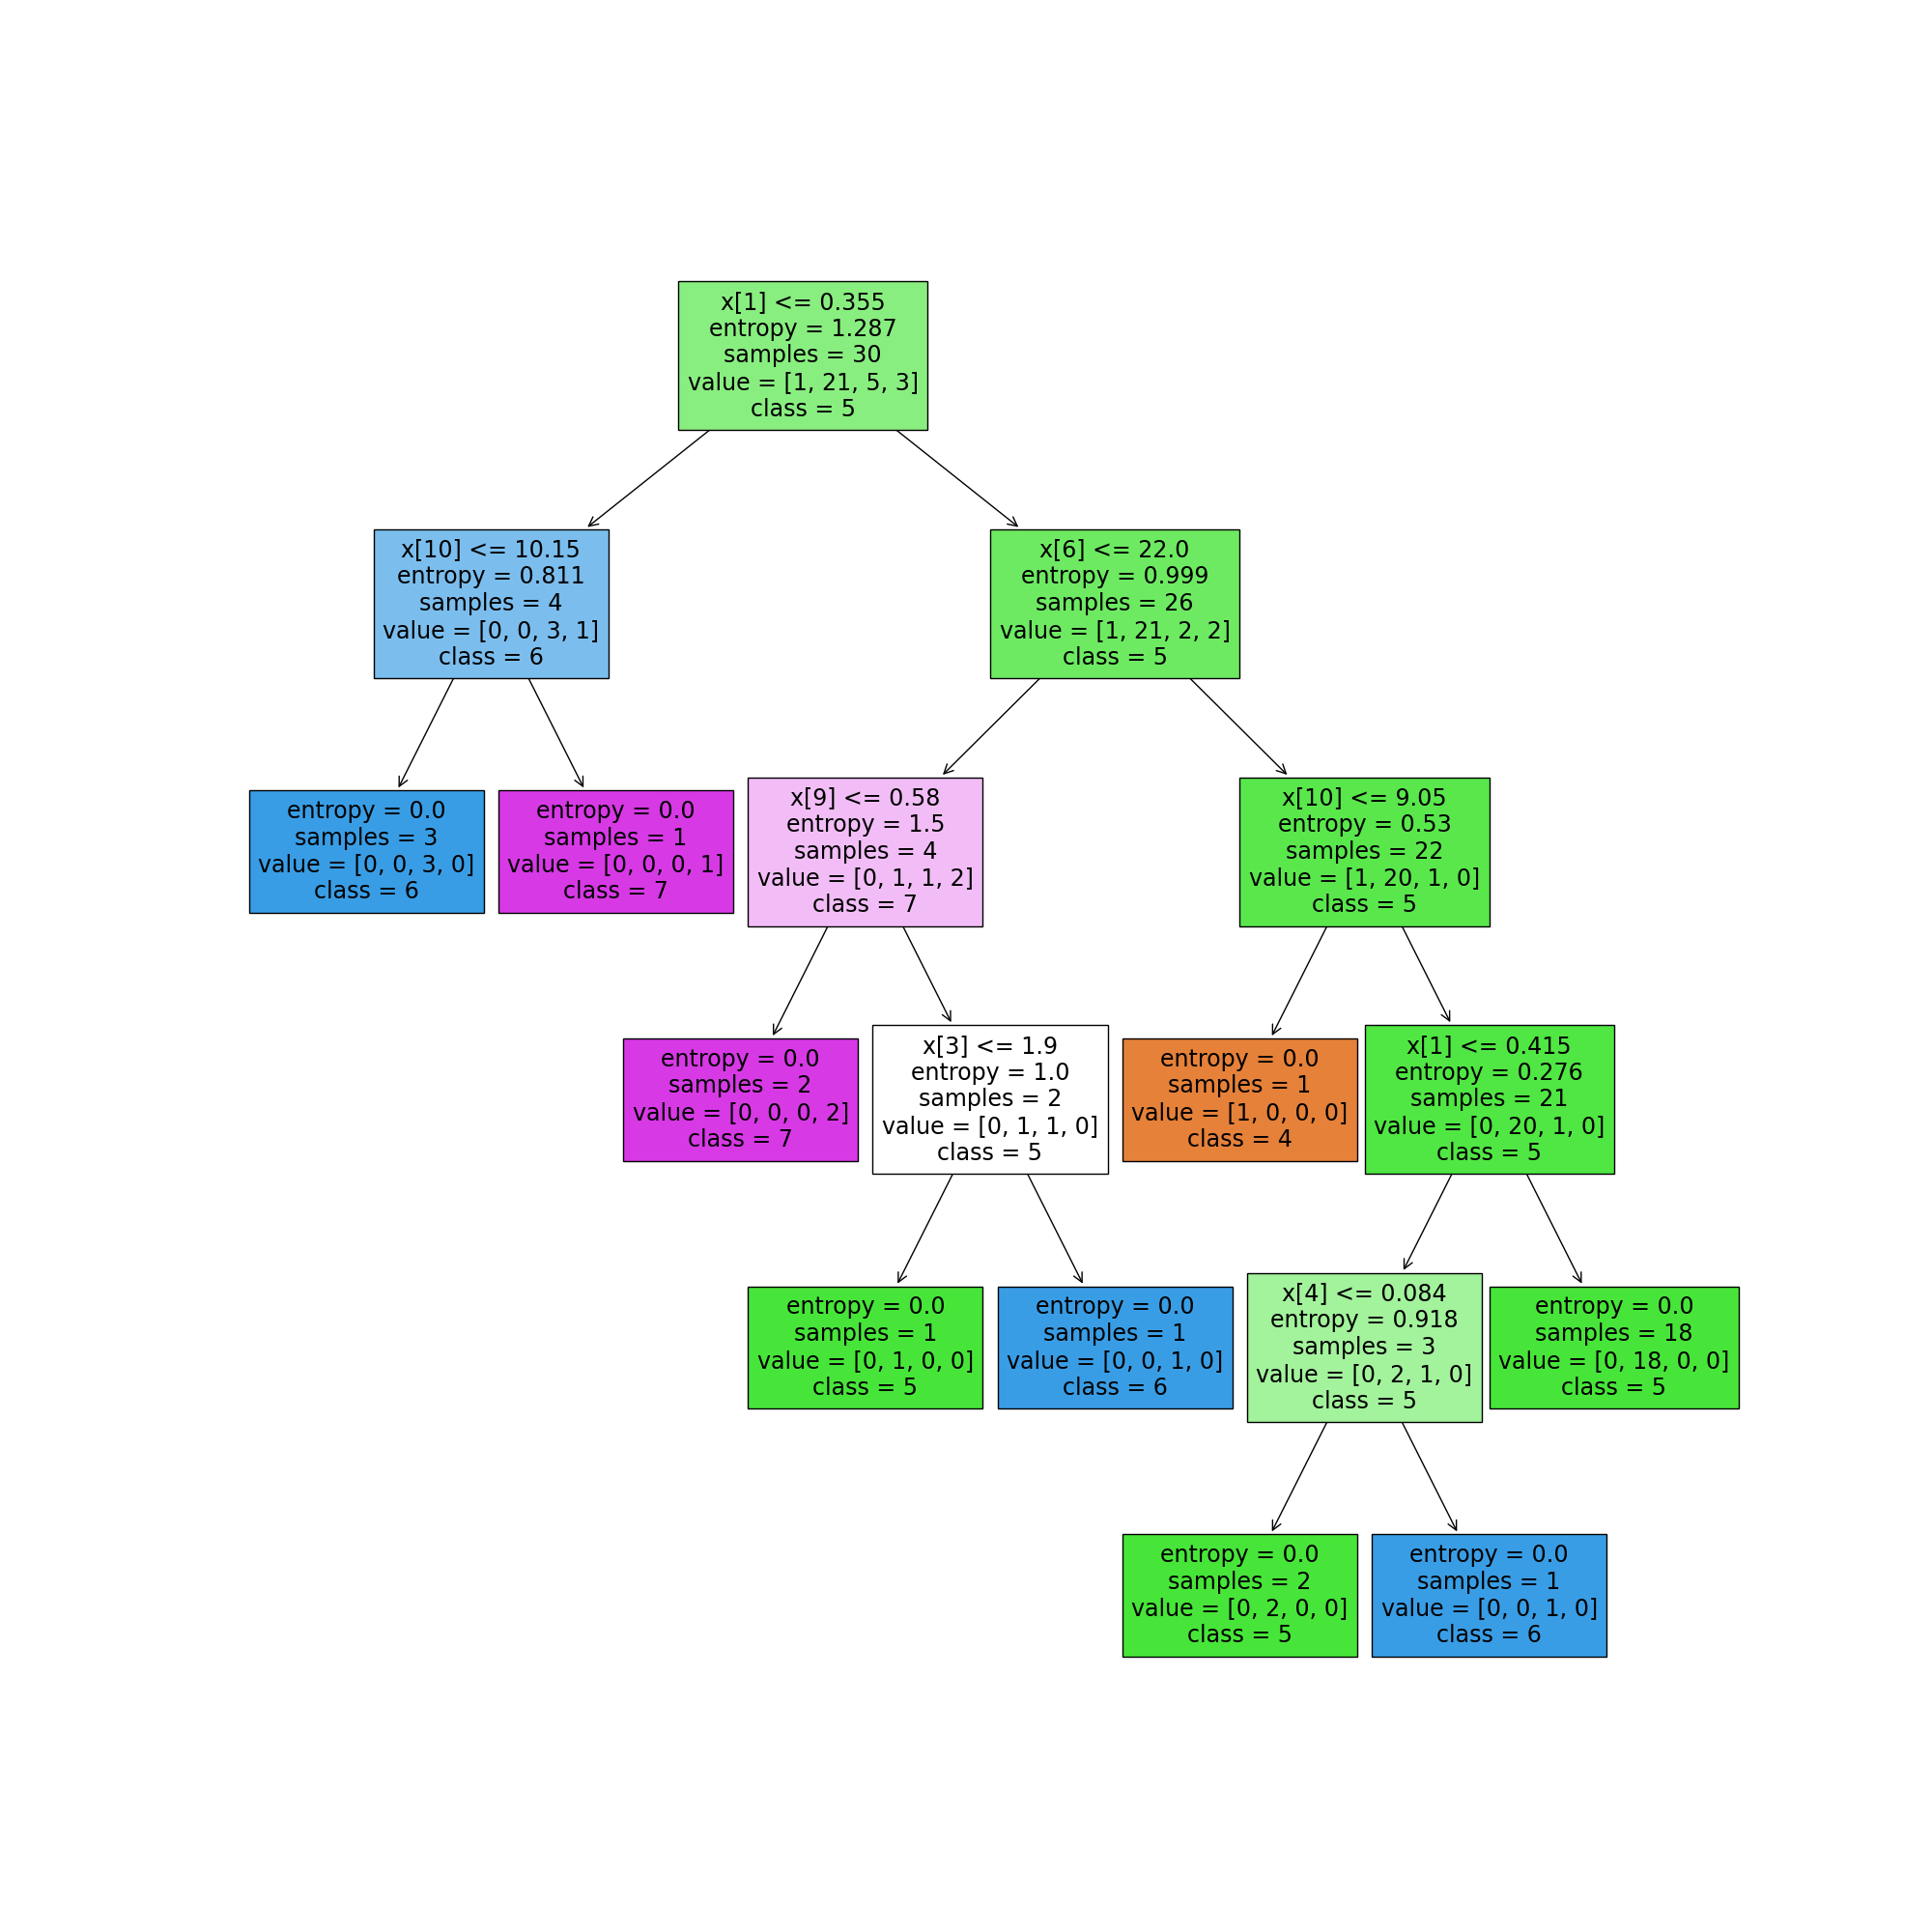 x[1] <= 0.355
entropy = 1.287
samples = 30
value = [1, 21, 5, 3]
class = 5
x[10] <= 10.15
entropy = 0.811
samples = 4
value = [0, 0, 3, 1]
class = 6
x[6] <= 22.0
entropy = 0.999
samples = 26
value = [1, 21, 2, 2]
class = 5
entropy = 0.0
samples = 3
value = [0, 0, 3, 0]
class = 6
entropy = 0.0
samples = 1
value = [0, 0, 0, 1]
class = 7
x[9] <= 0.58
entropy = 1.5
samples = 4
value = [0, 1, 1, 2]
class = 7
x[10] <= 9.05
entropy = 0.53
samples = 22
value = [1, 20, 1, 0]
class = 5
entropy = 0.0
samples = 2
value = [0, 0, 0, 2]
class = 7
x[3] <= 1.9
entropy = 1.0
samples = 2
value = [0, 1, 1, 0]
class = 5
entropy = 0.0
samples = 1
value = [1, 0, 0, 0]
class = 4
x[1] <= 0.415
entropy = 0.276
samples = 21
value = [0, 20, 1, 0]
class = 5
entropy = 0.0
samples = 1
value = [0, 1, 0, 0]
class = 5
entropy = 0.0
samples = 1
value = [0, 0, 1, 0]
class = 6
x[4] <= 0.084
entropy = 0.918
samples = 3
value = [0, 2, 1, 0]
class = 5
entropy = 0.0
samples = 18
value = [0, 18, 0, 0]
class = 5
entropy = 0.0
samples = 2
value = [0, 2, 0, 0]
class = 5
entropy = 0.0
samples = 1
value = [0, 0, 1, 0]
class = 6